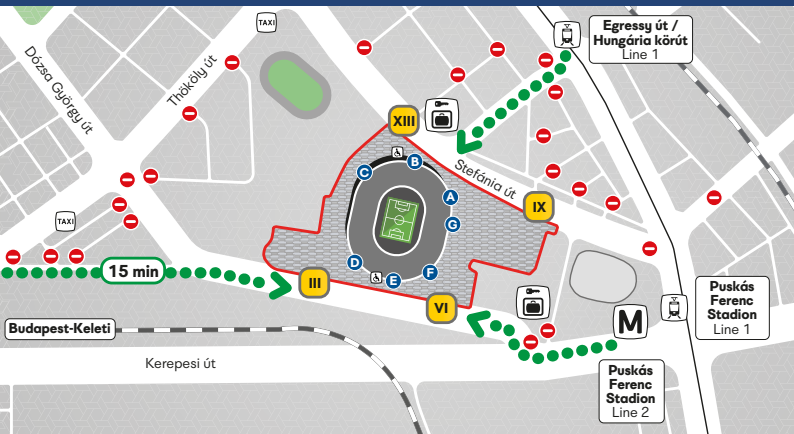 TAXI
Egressy út /
Hungária körút
Line 1
Dózsa György út
Thököly út
XIII
B
C
Stefánia út
A
IX
G
TAXI
D
F
E
15 min
III
VI
M
Puskás
Ferenc
Stadion
Line 1
Budapest-Keleti
Kerepesi út
Puskás
Ferenc
Stadion
Line 2